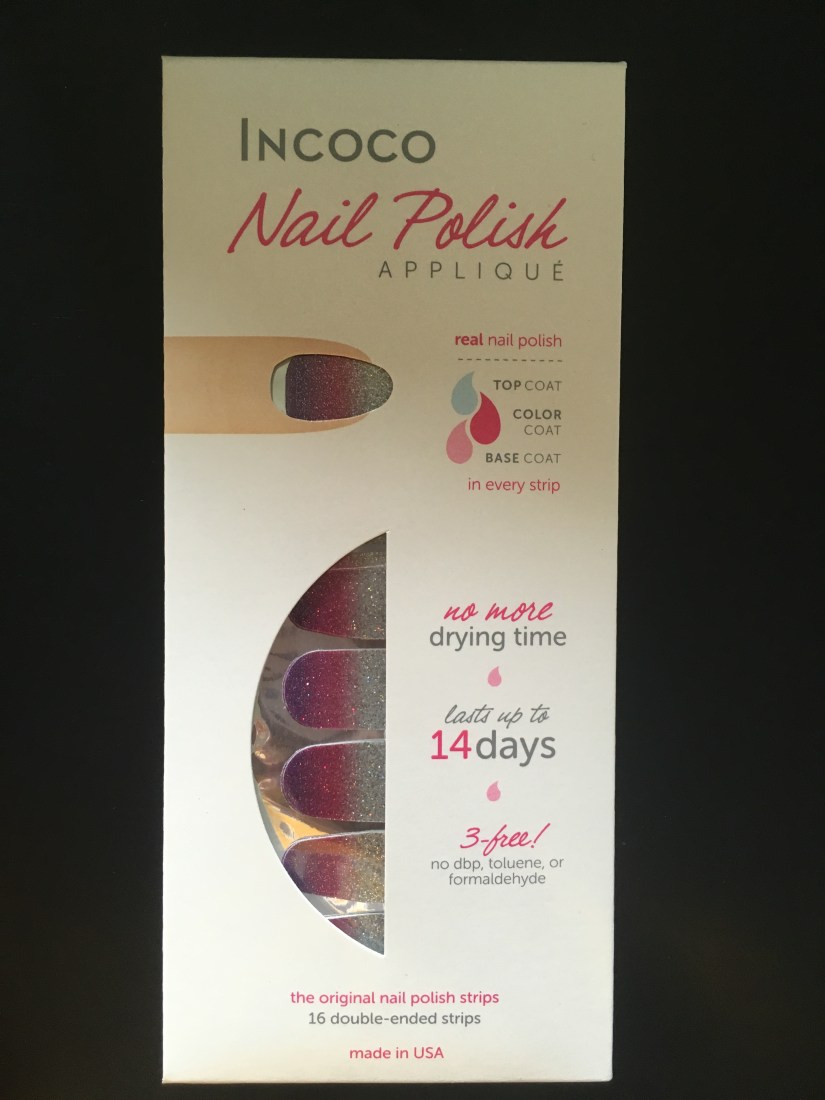 INCOCO
Nail Polish
APPLIQUÉ
real nail polish
TOP COAT
COLOR
COAT
BASE COAT
in every strip
no more
drying time
lasts up to
14 days
3-free!
no dbp, toluene, or
formaldehyde
the original nail polish strips
16 double-ended strips
made in USA